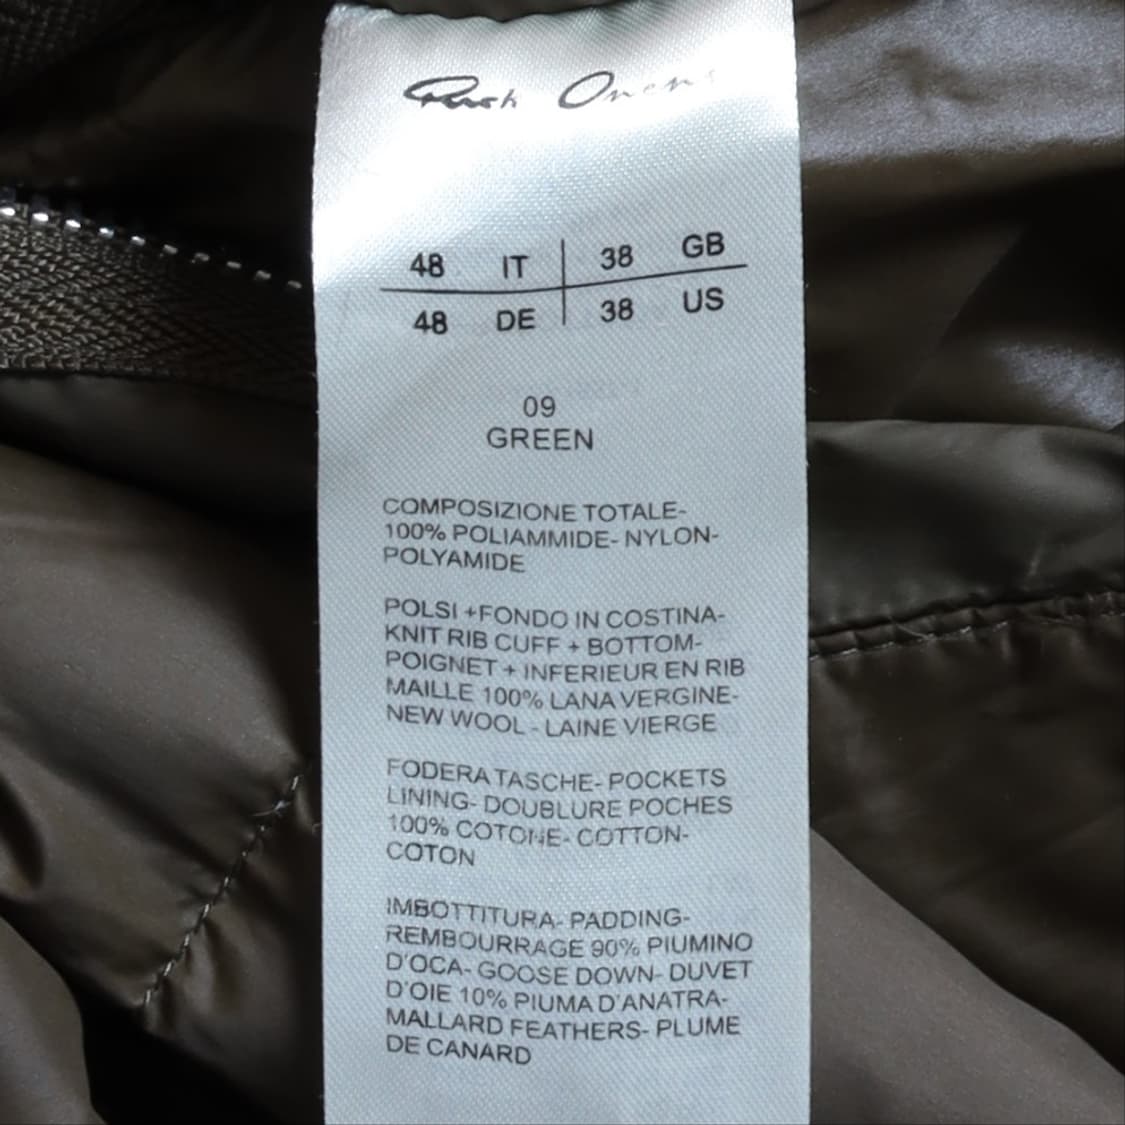 Rick Owens
48 IT 38 GB
48 DE 38 US
09
GREEN
COMPOSIZIONE TOTALE-
100% POLIAMMIDE- NYLON-
POLYAMIDE
POLSI +FONDO IN COSTINA-
KNIT RIB CUFF + BOTTOM-
POIGNET + INFERIEUR EN RIB
MAILLE 100% LANA VERGINE-
NEW WOOL - LAINE VIERGE
FODERA TASCHE- POCKETS
LINING- DOUBLURE POCHES
100% COTONE- COTTON-
COTON
IMBOTTITURA- PADDING-
REMBOURRAGE 90% PIUMINO
D'OCA- GOOSE DOWN- DUVET
D'OIE 10% PIUMA D'ANATRA-
MALLARD FEATHERS- PLUME
DE CANARD